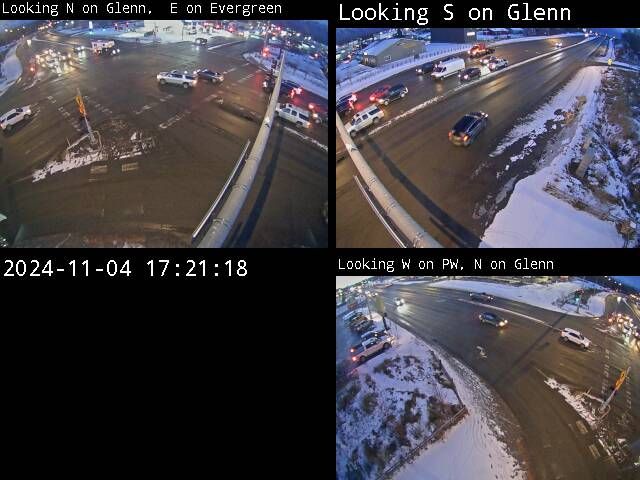 Looking N on Glenn,  E on Evergreen
Looking S on Glenn
2024-11-04 17:21:18
Looking W on PW, N on Glenn